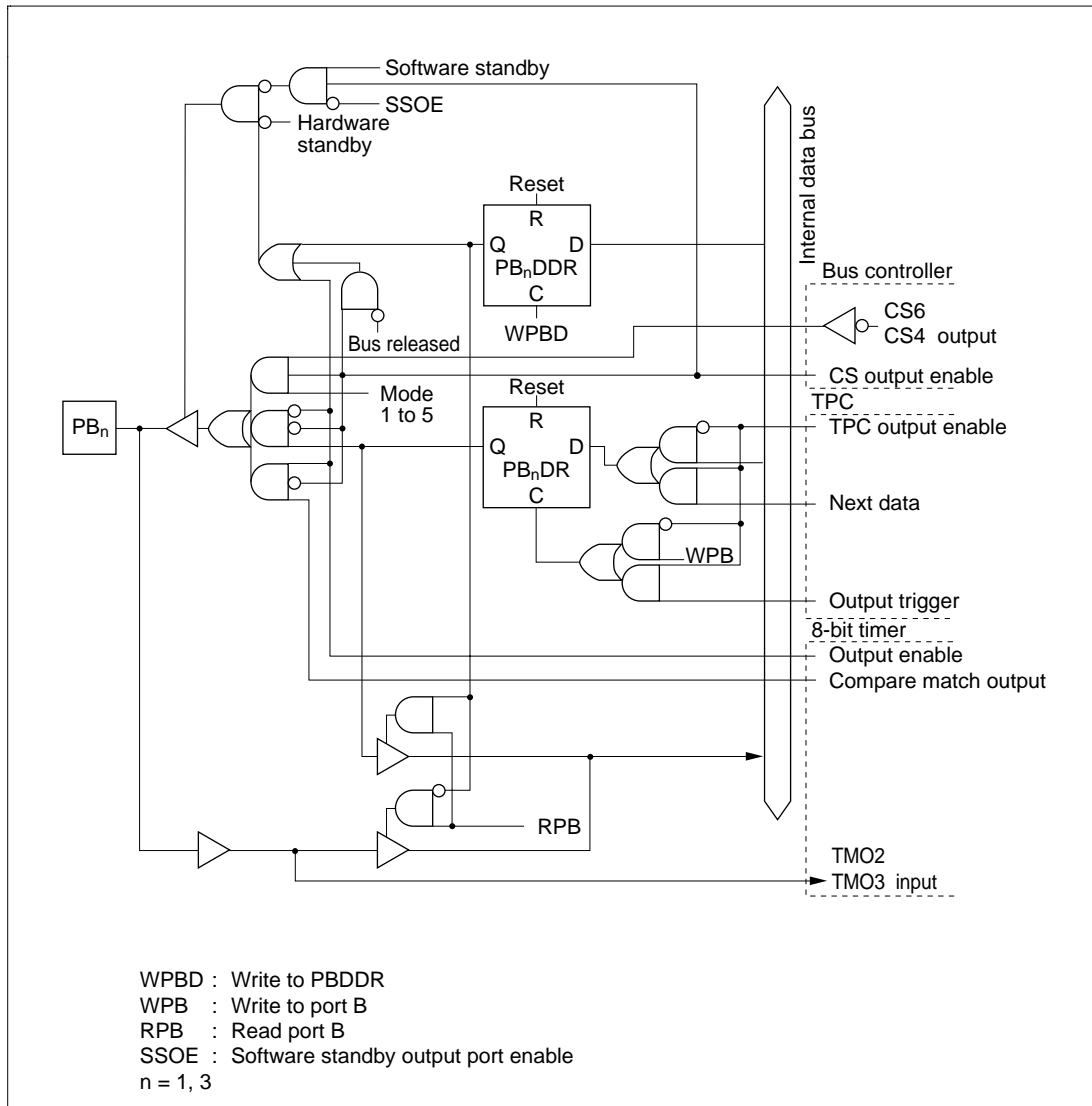 Software standby
SSOE
Hardware
standby
Internal data bus
Reset
R
Q D
PBnDDR
C
WPBD
Bus controller
CS6
CS4 output
Bus released
CS output enable
Mode
1 to 5
TPC
Reset
R
Q D
PBnDR
C
TPC output enable
PBn
Next data
WPB
Output trigger
8-bit timer
Output enable
Compare match output
RPB
TMO2
TMO3 input
WPBD : Write to PBDDR
WPB : Write to port B
RPB : Read port B
SSOE : Software standby output port enable
n = 1, 3